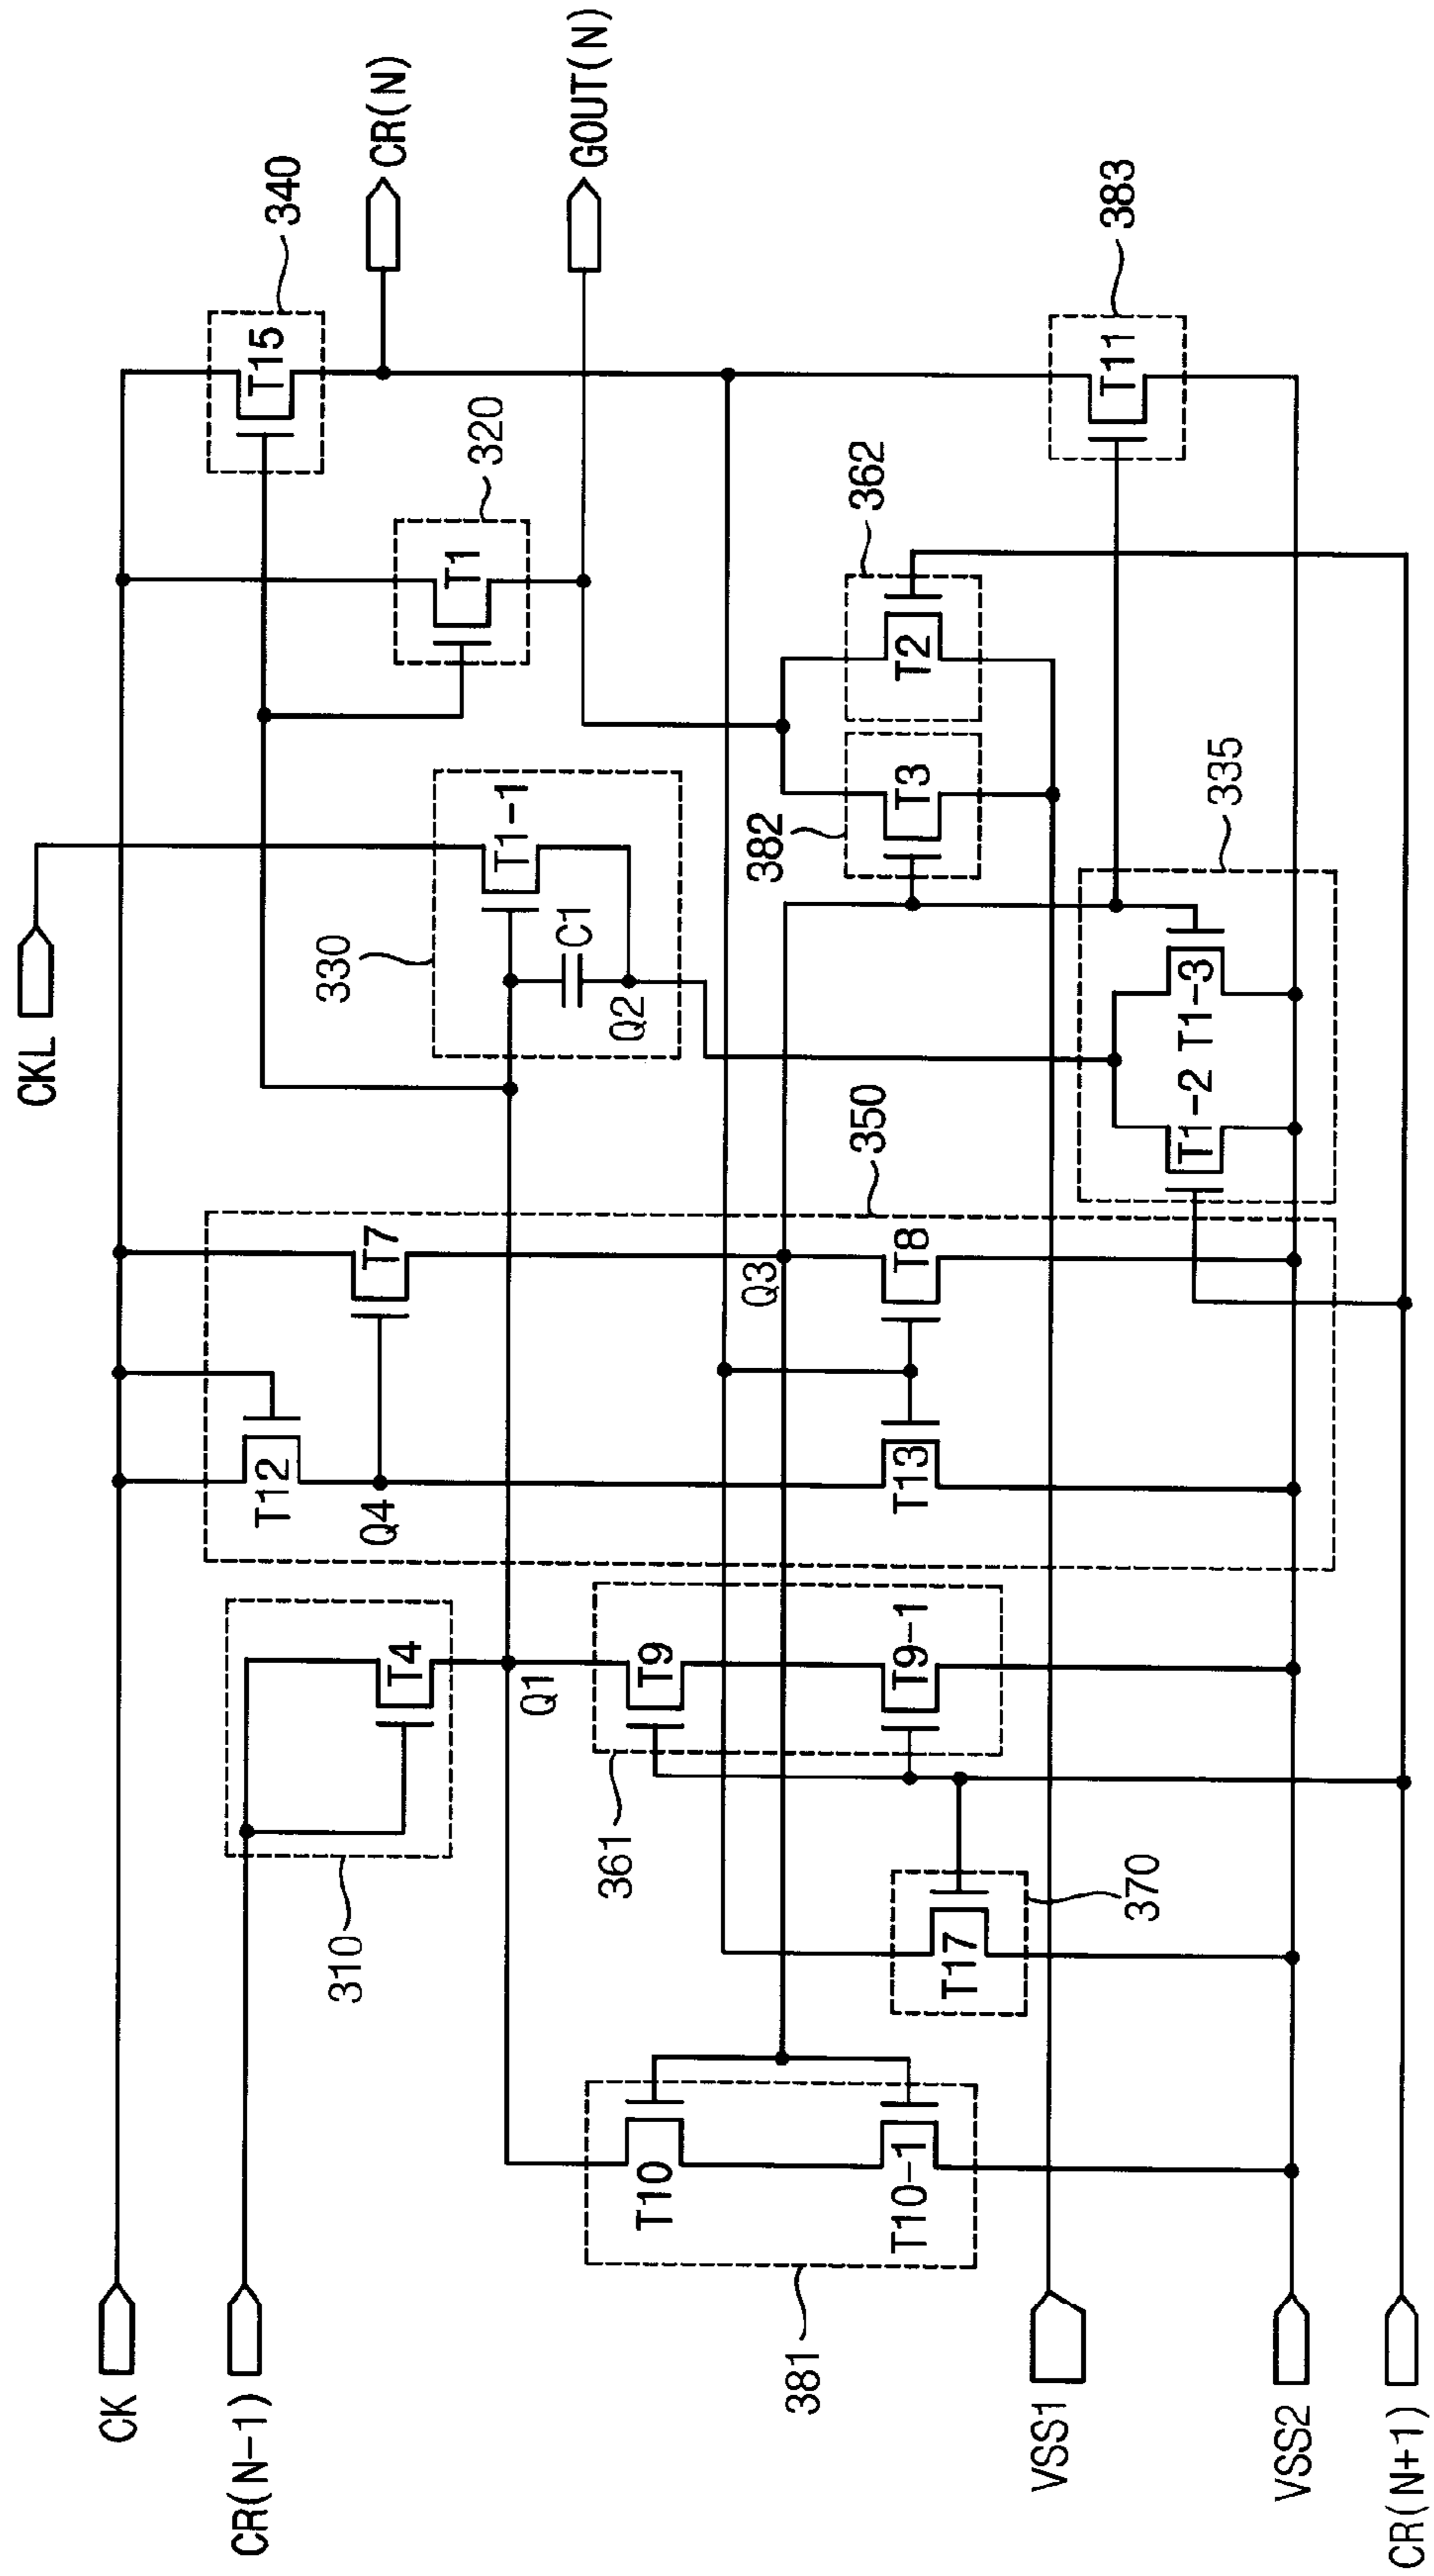 CKL
CK
CR(N-1)
VSS1
VSS2
CR(N+1)
CR(N)
GOUT(N)
310
T4
350
T12
Q4
T7
Q3
T13
T8
330
T1-1
C1
Q2
320
T1
340
T15
Q1
361
T9
T9-1
381
T10
T10-1
370
T17
382
T3
362
T2
335
T1-2
T1-3
383
T11